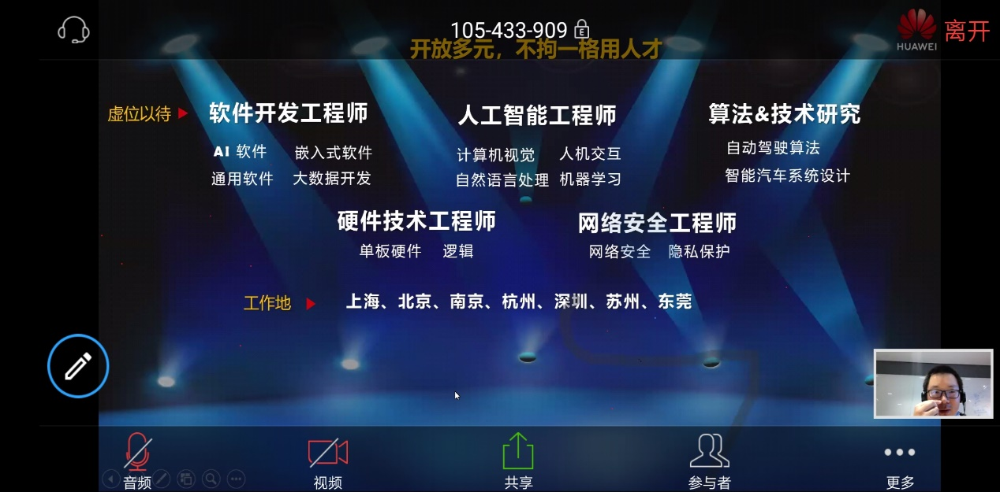 105-433-909
HUAWEI
离开
开放多元，不拘一格用人才
虚位以待
软件开发工程师
人工智能工程师
算法&技术研究
AI 软件 嵌入式软件
通用软件 大数据开发
计算机视觉 人机交互
自然语言处理 机器学习
自动驾驶算法
智能汽车系统设计
硬件技术工程师
网络安全工程师
单板硬件 逻辑
网络安全 隐私保护
工作地
上海、北京、南京、杭州、深圳、苏州、东莞
音频
视频
共享
参与者
更多